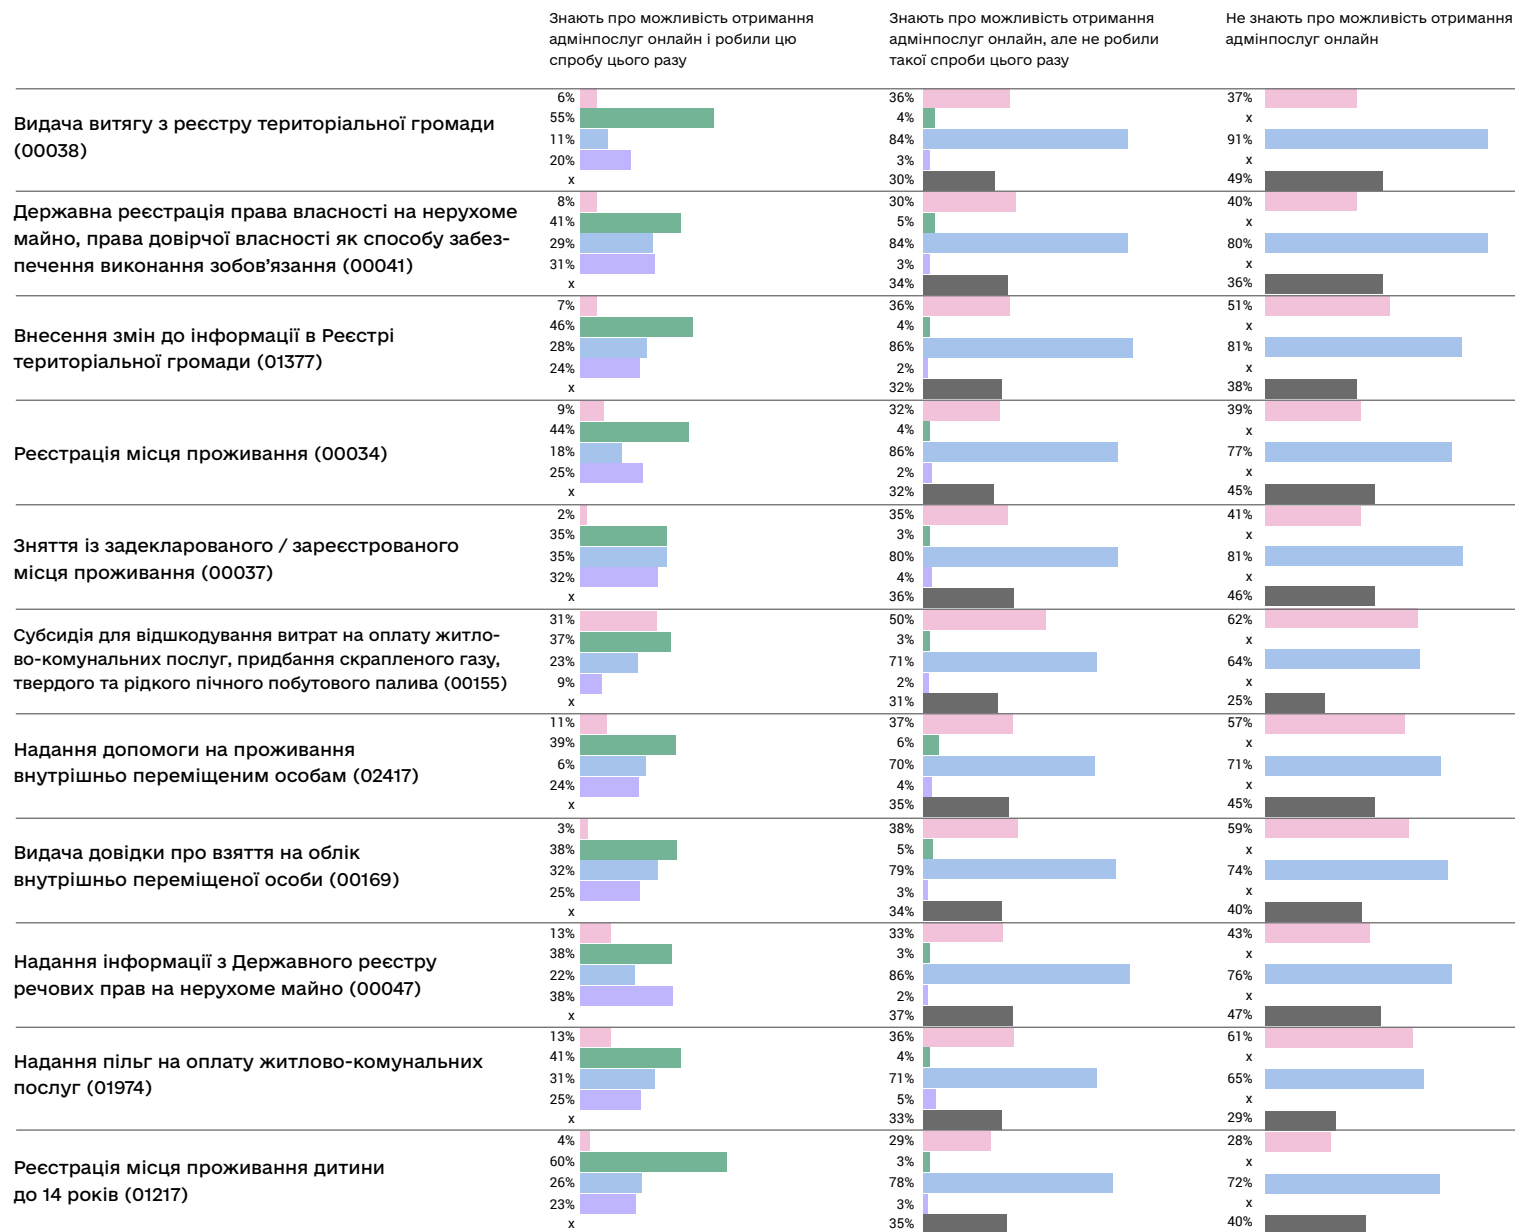 Знають про можливість отримання
адмінпослуг онлайн і робили цю
спробу цього разу
Знають про можливість отримання
адмінпослуг онлайн, але не робили
такої спроби цього разу
Не знають про можливість отримання
адмінпослуг онлайн
Видача витягу з реєстру територіальної громади
(00038)
6%
55%
11%
20%
x
36%
4%
84%
3%
30%
37%
x
91%
x
49%
Державна реєстрація права власності на нерухоме
майно, права довірчої власності як способу забез-
печення виконання зобов’язання (00041)
8%
41%
29%
31%
x
30%
5%
84%
3%
34%
40%
x
80%
x
36%
Внесення змін до інформації в Реєстрі
територіальної громади (01377)
7%
46%
28%
24%
x
36%
4%
86%
2%
32%
51%
x
81%
x
38%
Реєстрація місця проживання (00034)
9%
44%
18%
25%
x
32%
4%
86%
2%
32%
39%
x
77%
x
45%
Зняття із задекларованого / зареєстрованого
місця проживання (00037)
2%
35%
35%
32%
x
35%
3%
80%
4%
36%
41%
x
81%
x
46%
Субсидія для відшкодування витрат на оплату житло-
во-комунальних послуг, придбання скрапленого газу,
твердого та рідкого пічного побутового палива (00155)
31%
37%
23%
9%
x
50%
3%
71%
2%
31%
62%
x
64%
x
25%
Надання допомоги на проживання
внутрішньо переміщеним особам (02417)
11%
39%
6%
24%
x
37%
6%
70%
4%
35%
57%
x
71%
x
45%
Видача довідки про взяття на облік
внутрішньо переміщеної особи (00169)
3%
38%
32%
25%
x
38%
5%
79%
3%
34%
59%
x
74%
x
40%
Надання інформації з Державного реєстру
речових прав на нерухоме майно (00047)
13%
38%
22%
38%
x
33%
3%
86%
2%
37%
43%
x
76%
x
47%
Надання пільг на оплату житлово-комунальних
послуг (01974)
13%
41%
31%
25%
x
36%
4%
71%
5%
33%
61%
x
65%
x
29%
Реєстрація місця проживання дитини
до 14 років (01217)
4%
60%
26%
23%
x
29%
3%
78%
3%
35%
28%
x
72%
x
40%